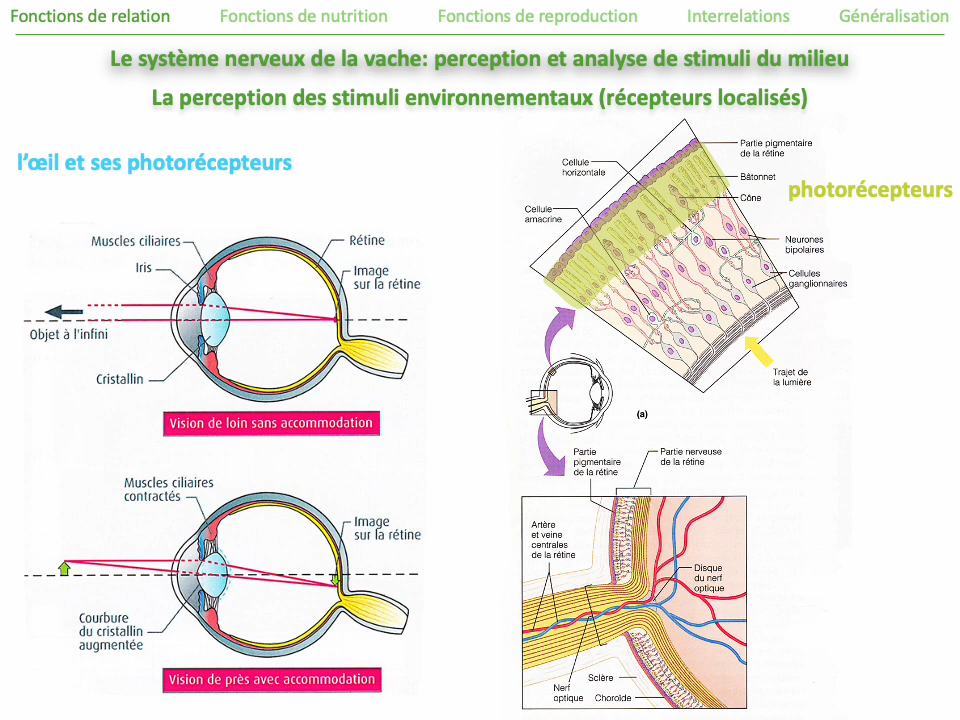 Fonctions de relation Fonctions de nutrition Fonctions de reproduction Interrelations Généralisation
Le système nerveux de la vache: perception et analyse de stimuli du milieu
La perception des stimuli environnementaux (récepteurs localisés)
l'œil et ses photorécepteurs
Muscles ciliaires
Iris
Rétine
Image
sur la rétine
Objet à l'infini
Cristallin
Vision de loin sans accommodation
Muscles ciliaires
contractés
Image
sur la rétine
Courbure
du cristallin
augmentée
Vision de près avec accommodation
Partie pigmentaire
de la rétine
Cellule
horizontale
Bâtonnet
photorécepteurs
Cône
Cellule
amacrine
Neurones
bipolaires
Cellules
ganglionnaires
Trajet de
la lumière
(a)
Partie
pigmentaire
de la rétine
Partie nerveuse
de la rétine
Artère
et veine
centrales
de la rétine
Disque
du nerf
optique
Sclère
Nerf
optique
Choroïde